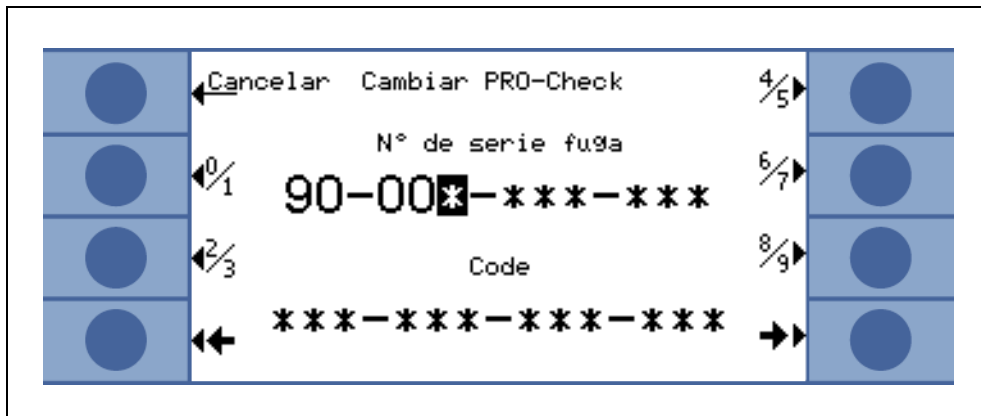 Cancelar Cambiar PRO-Check 4/5
N° de serie fuga
0/1 90-00*-***-*** 6/7
2/3 Code 8/9
***-***-***-***